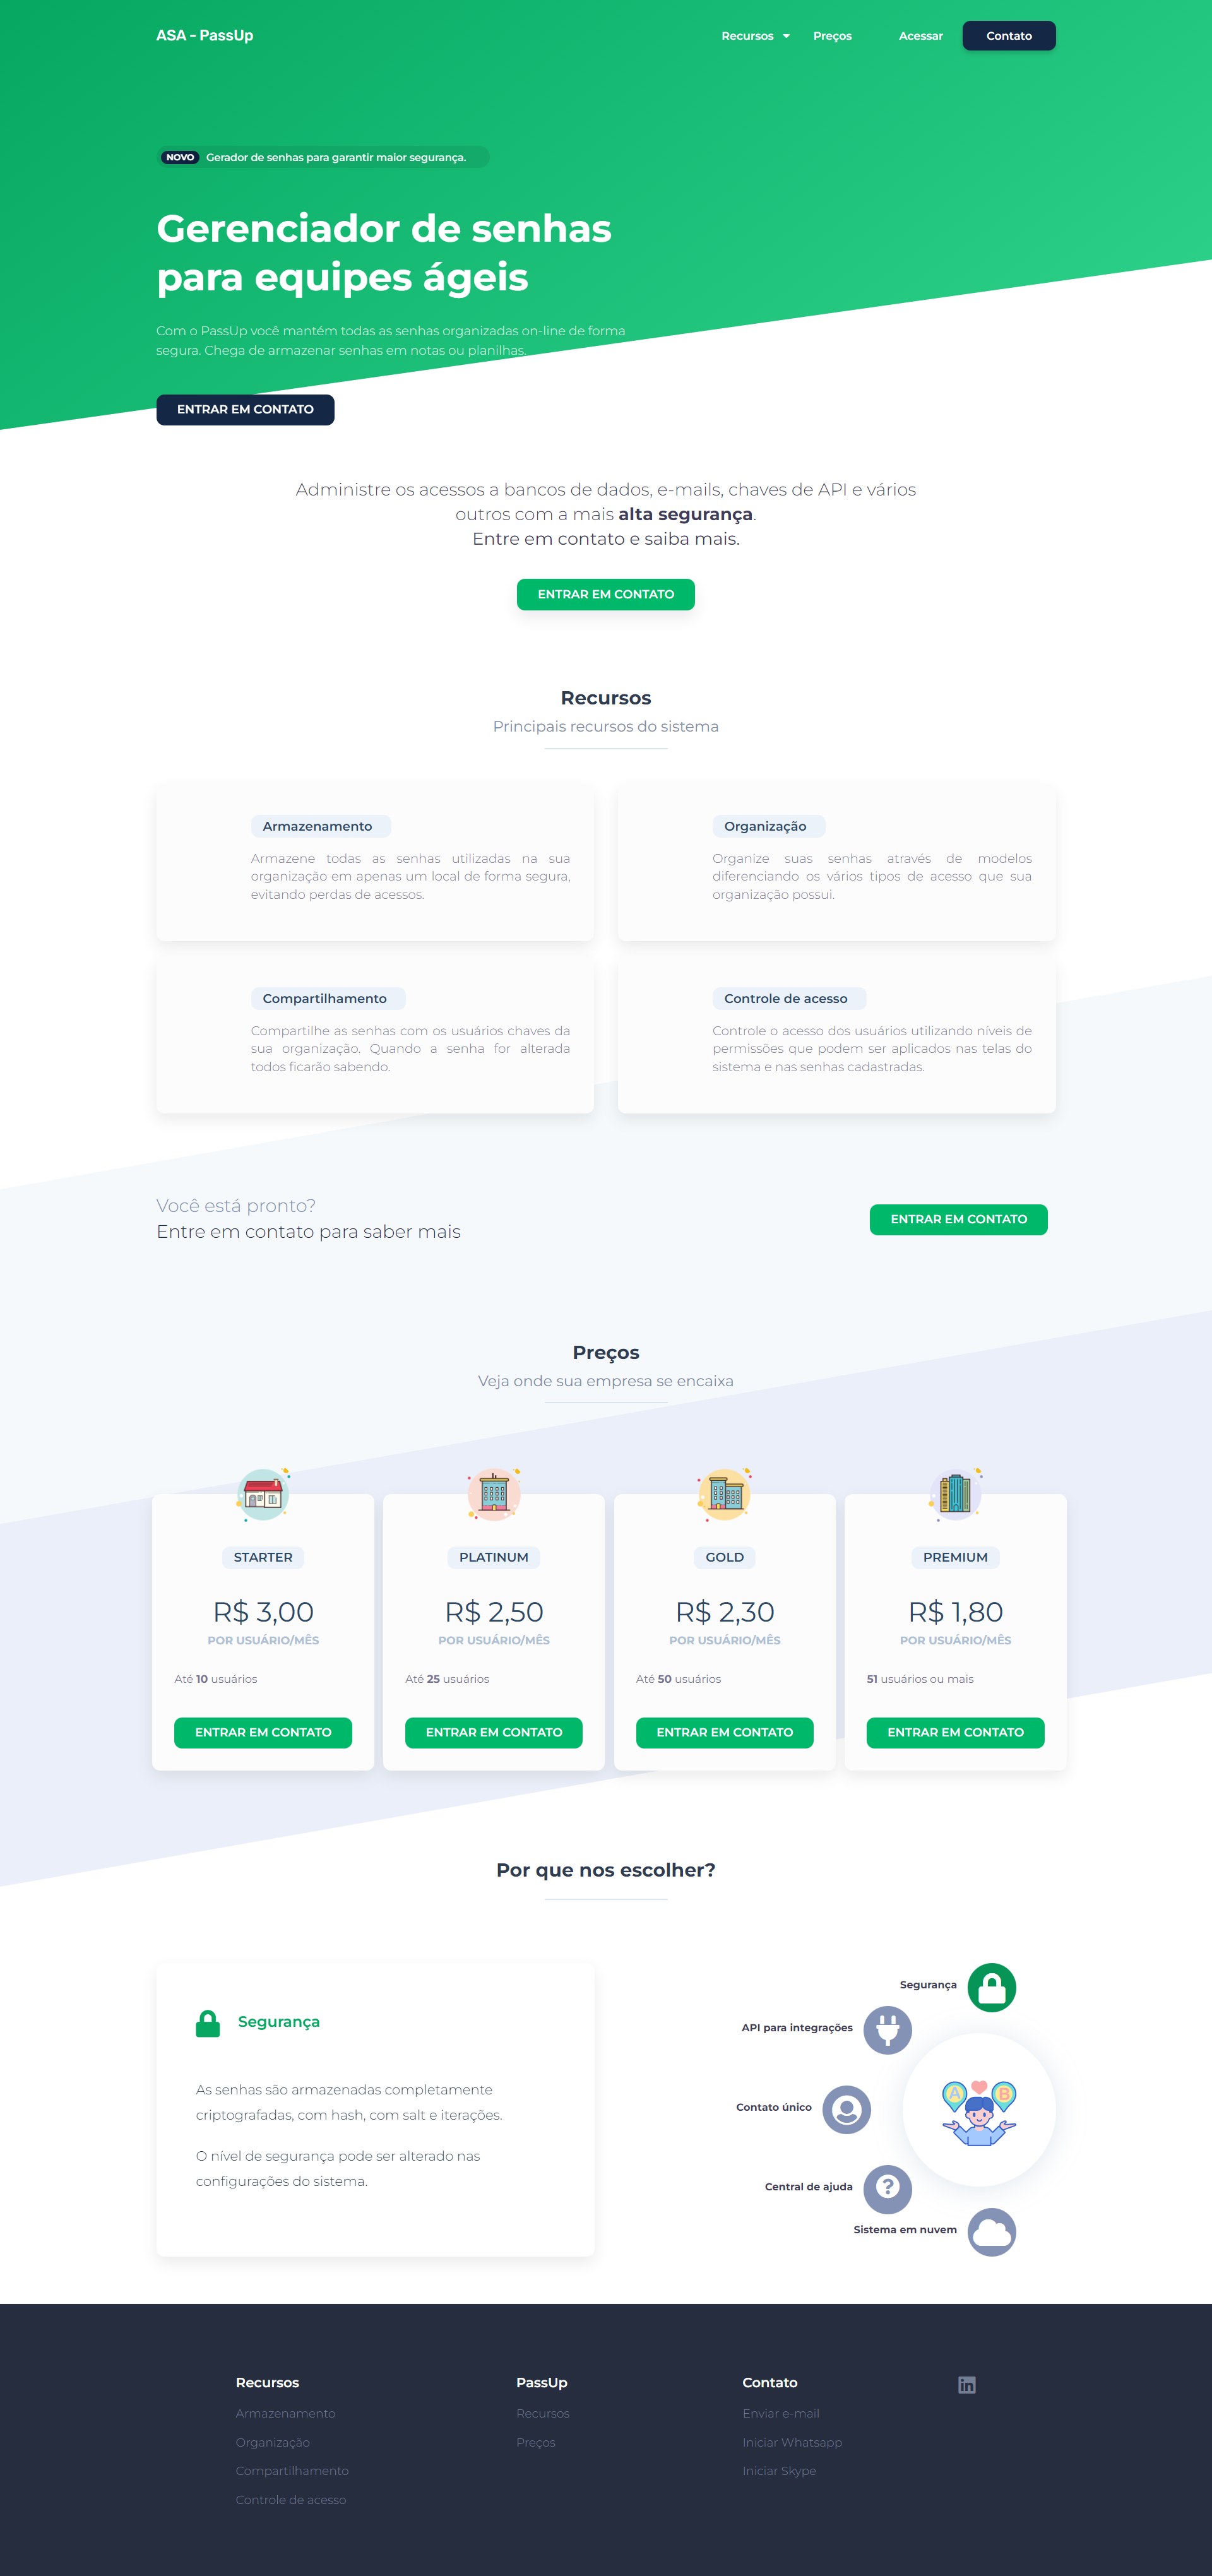 ASA - PassUp
Recursos
Preços
Acessar
Contato
NOVO Gerador de senhas para garantir maior segurança.
Gerenciador de senhas
para equipes ágeis
Com o PassUp você mantém todas as senhas organizadas on-line de forma
segura. Chega de armazenar senhas em notas ou planilhas.
ENTRAR EM CONTATO
Administre os acessos a bancos de dados, e-mails, chaves de API e vários
outros com a mais alta segurança.
Entre em contato e saiba mais.
ENTRAR EM CONTATO
Recursos
Principais recursos do sistema
Armazenamento
Armazene todas as senhas utilizadas na sua
organização em apenas um local de forma segura,
evitando perdas de acessos.
Organização
Organize suas senhas através de modelos
diferenciando os vários tipos de acesso que sua
organização possui.
Compartilhamento
Compartilhe as senhas com os usuários chaves da
sua organização. Quando a senha for alterada
todos ficarão sabendo.
Controle de acesso
Controle o acesso dos usuários utilizando níveis de
permissões que podem ser aplicados nas telas do
sistema e nas senhas cadastradas.
Você está pronto?
Entre em contato para saber mais
ENTRAR EM CONTATO
Preços
Veja onde sua empresa se encaixa
STARTER
R$ 3,00
POR USUÁRIO/MÊS
Até 10 usuários
ENTRAR EM CONTATO
PLATINUM
R$ 2,50
POR USUÁRIO/MÊS
Até 25 usuários
ENTRAR EM CONTATO
GOLD
R$ 2,30
POR USUÁRIO/MÊS
Até 50 usuários
ENTRAR EM CONTATO
PREMIUM
R$ 1,80
POR USUÁRIO/MÊS
51 usuários ou mais
ENTRAR EM CONTATO
Por que nos escolher?
Segurança
As senhas são armazenadas completamente
criptografadas, com hash, com salt e iterações.
O nível de segurança pode ser alterado nas
configurações do sistema.
Segurança
API para integrações
Contato único
A B
Central de ajuda
Sistema em nuvem
Recursos
Armazenamento
Organização
Compartilhamento
Controle de acesso
PassUp
Recursos
Preços
Contato
Enviar e-mail
Iniciar Whatsapp
Iniciar Skype
in